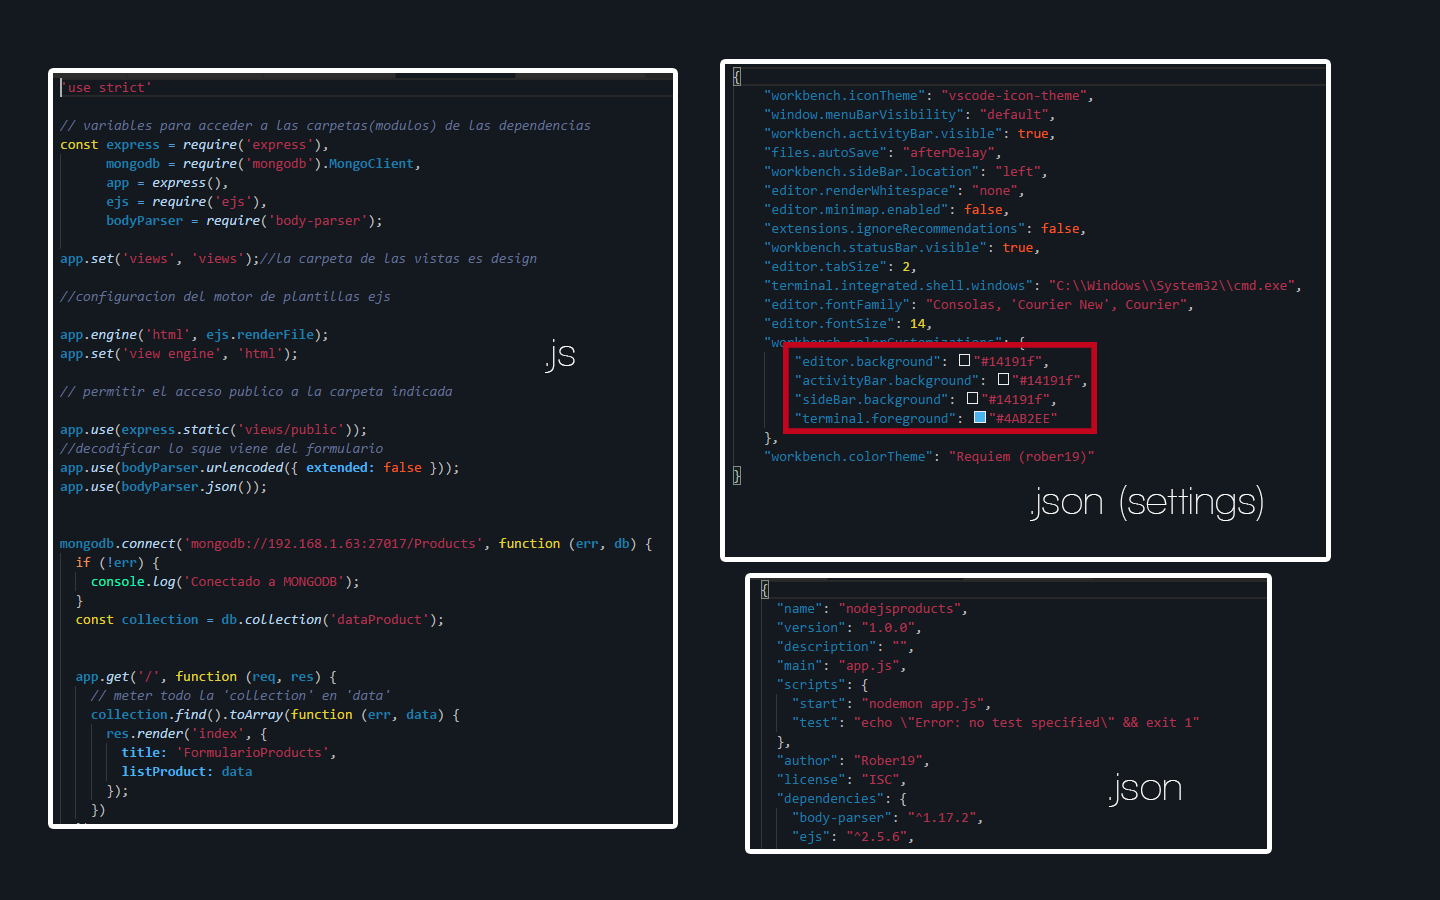 'use strict'
// variables para acceder a las carpetas(modulos) de las dependencias
const express = require('express'),
      mongodb = require('mongodb').MongoClient,
      app = express(),
      ejs = require('ejs'),
      bodyParser = require('body-parser');
app.set('views', 'views');//la carpeta de las vistas es design
//configuracion del motor de plantillas ejs
app.engine('html', ejs.renderFile);
app.set('view engine', 'html');
// permitir el acceso publico a la carpeta indicada
app.use(express.static('views/public'));
//decodificar lo sque viene del formulario
app.use(bodyParser.urlencoded({ extended: false }));
app.use(bodyParser.json());
mongodb.connect('mongodb://192.168.1.63:27017/Products', function (err, db) {
  if (!err) {
    console.log('Conectado a MONGODB');
  }
  const collection = db.collection('dataProduct');
  app.get('/', function (req, res) {
    // meter todo la 'collection' en 'data'
    collection.find().toArray(function (err, data) {
      res.render('index', {
        title: 'FormularioProducts',
        listProduct: data
      });
    })
.js
{
    "workbench.iconTheme": "vscode-icon-theme",
    "window.menuBarVisibility": "default",
    "workbench.activityBar.visible": true,
    "files.autoSave": "afterDelay",
    "workbench.sideBar.location": "left",
    "editor.renderWhitespace": "none",
    "editor.minimap.enabled": false,
    "extensions.ignoreRecommendations": false,
    "workbench.statusBar.visible": true,
    "editor.tabSize": 2,
    "terminal.integrated.shell.windows": "C:\\Windows\\System32\\cmd.exe",
    "editor.fontFamily": "Consolas, 'Courier New', Courier",
    "editor.fontSize": 14,
    "workbench.colorCustomizations": {
        "editor.background": "#14191f",
        "activityBar.background": "#14191f",
        "sideBar.background": "#14191f",
        "terminal.foreground": "#4AB2EE"
    },
    "workbench.colorTheme": "Requiem (rober19)"
}
.json (settings)
{
  "name": "nodejsproducts",
  "version": "1.0.0",
  "description": "",
  "main": "app.js",
  "scripts": {
    "start": "nodemon app.js",
    "test": "echo \"Error: no test specified\" && exit 1"
  },
  "author": "Rober19",
  "license": "ISC",
  "dependencies": {
    "body-parser": "^1.17.2",
    "ejs": "^2.5.6",
.json